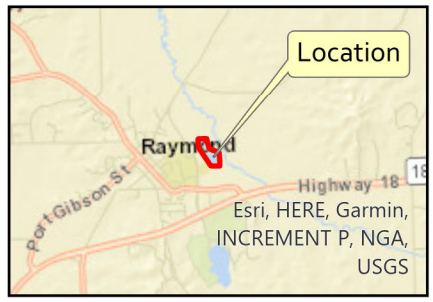 Location
Raymond
18
Highway 18
Port Gibson St
Esri, HERE, Garmin,
INCREMENT P, NGA,
USGS